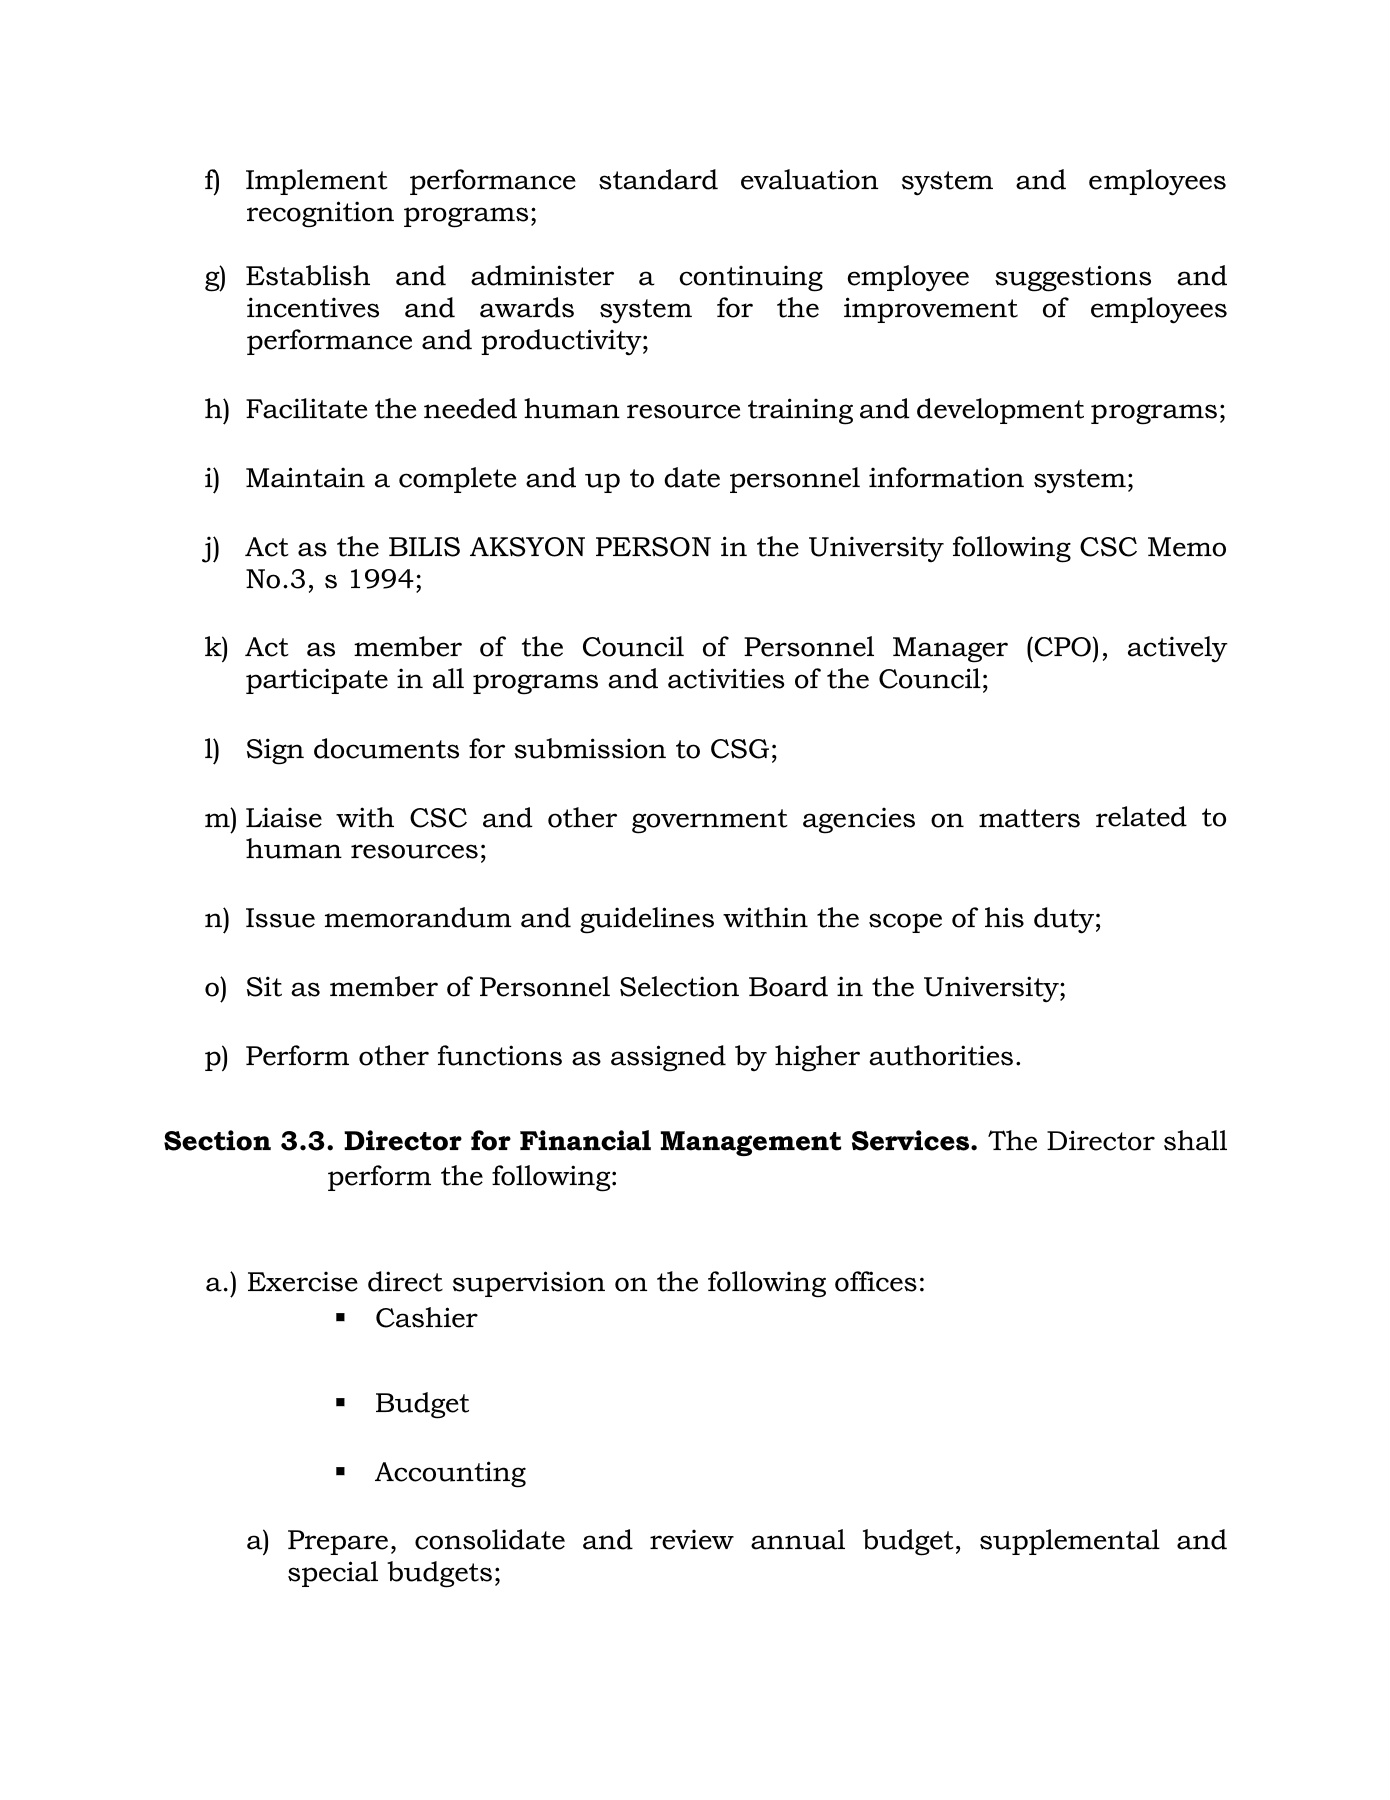 f) Implement performance standard evaluation system and employees
recognition programs;
g) Establish and administer a continuing employee suggestions and
incentives and awards system for the improvement of employees
performance and productivity;
h) Facilitate the needed human resource training and development programs;
i) Maintain a complete and up to date personnel information system;
j) Act as the BILIS AKSYON PERSON in the University following CSC Memo
No.3, s 1994;
k) Act as member of the Council of Personnel Manager (CPO), actively
participate in all programs and activities of the Council;
l) Sign documents for submission to CSG;
m) Liaise with CSC and other government agencies on matters related to
human resources;
n) Issue memorandum and guidelines within the scope of his duty;
o) Sit as member of Personnel Selection Board in the University;
p) Perform other functions as assigned by higher authorities.
Section 3.3. Director for Financial Management Services. The Director shall
perform the following:
a.) Exercise direct supervision on the following offices:
▪ Cashier
▪ Budget
▪ Accounting
a) Prepare, consolidate and review annual budget, supplemental and
special budgets;